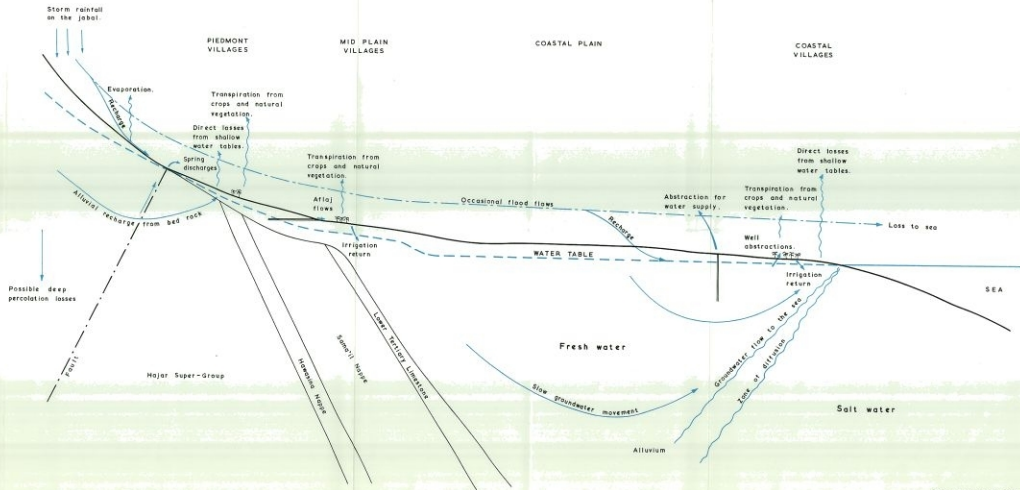 Storm rainfall
on the jabal.
PIEDMONT
VILLAGES
MID PLAIN
VILLAGES
COASTAL PLAIN
COASTAL
VILLAGES
Evaporation.
Recharge
Transpiration from
crops and natural
vegetation.
Direct losses
from shallow
water tables.
Spring
discharges
Transpiration from
crops and natural
vegetation.
Aflaj
flows
Irrigation
return
Alluvial recharge from bed rock
Possible deep
percolation losses
Fault
Hajar Super-Group
Hawasina Nappe
Sama'il Nappe
Lower Tertiary Limestone
Occasional flood flows
Recharge
WATER TABLE
Abstraction for
water supply.
Direct losses
from shallow
water tables.
Transpiration from
crops and natural
vegetation.
Well
abstractions.
Irrigation
return
Loss to sea
SEA
Fresh water
Slow groundwater movement
Groundwater flow to the sea
Zone of diffusion
Salt water
Alluvium